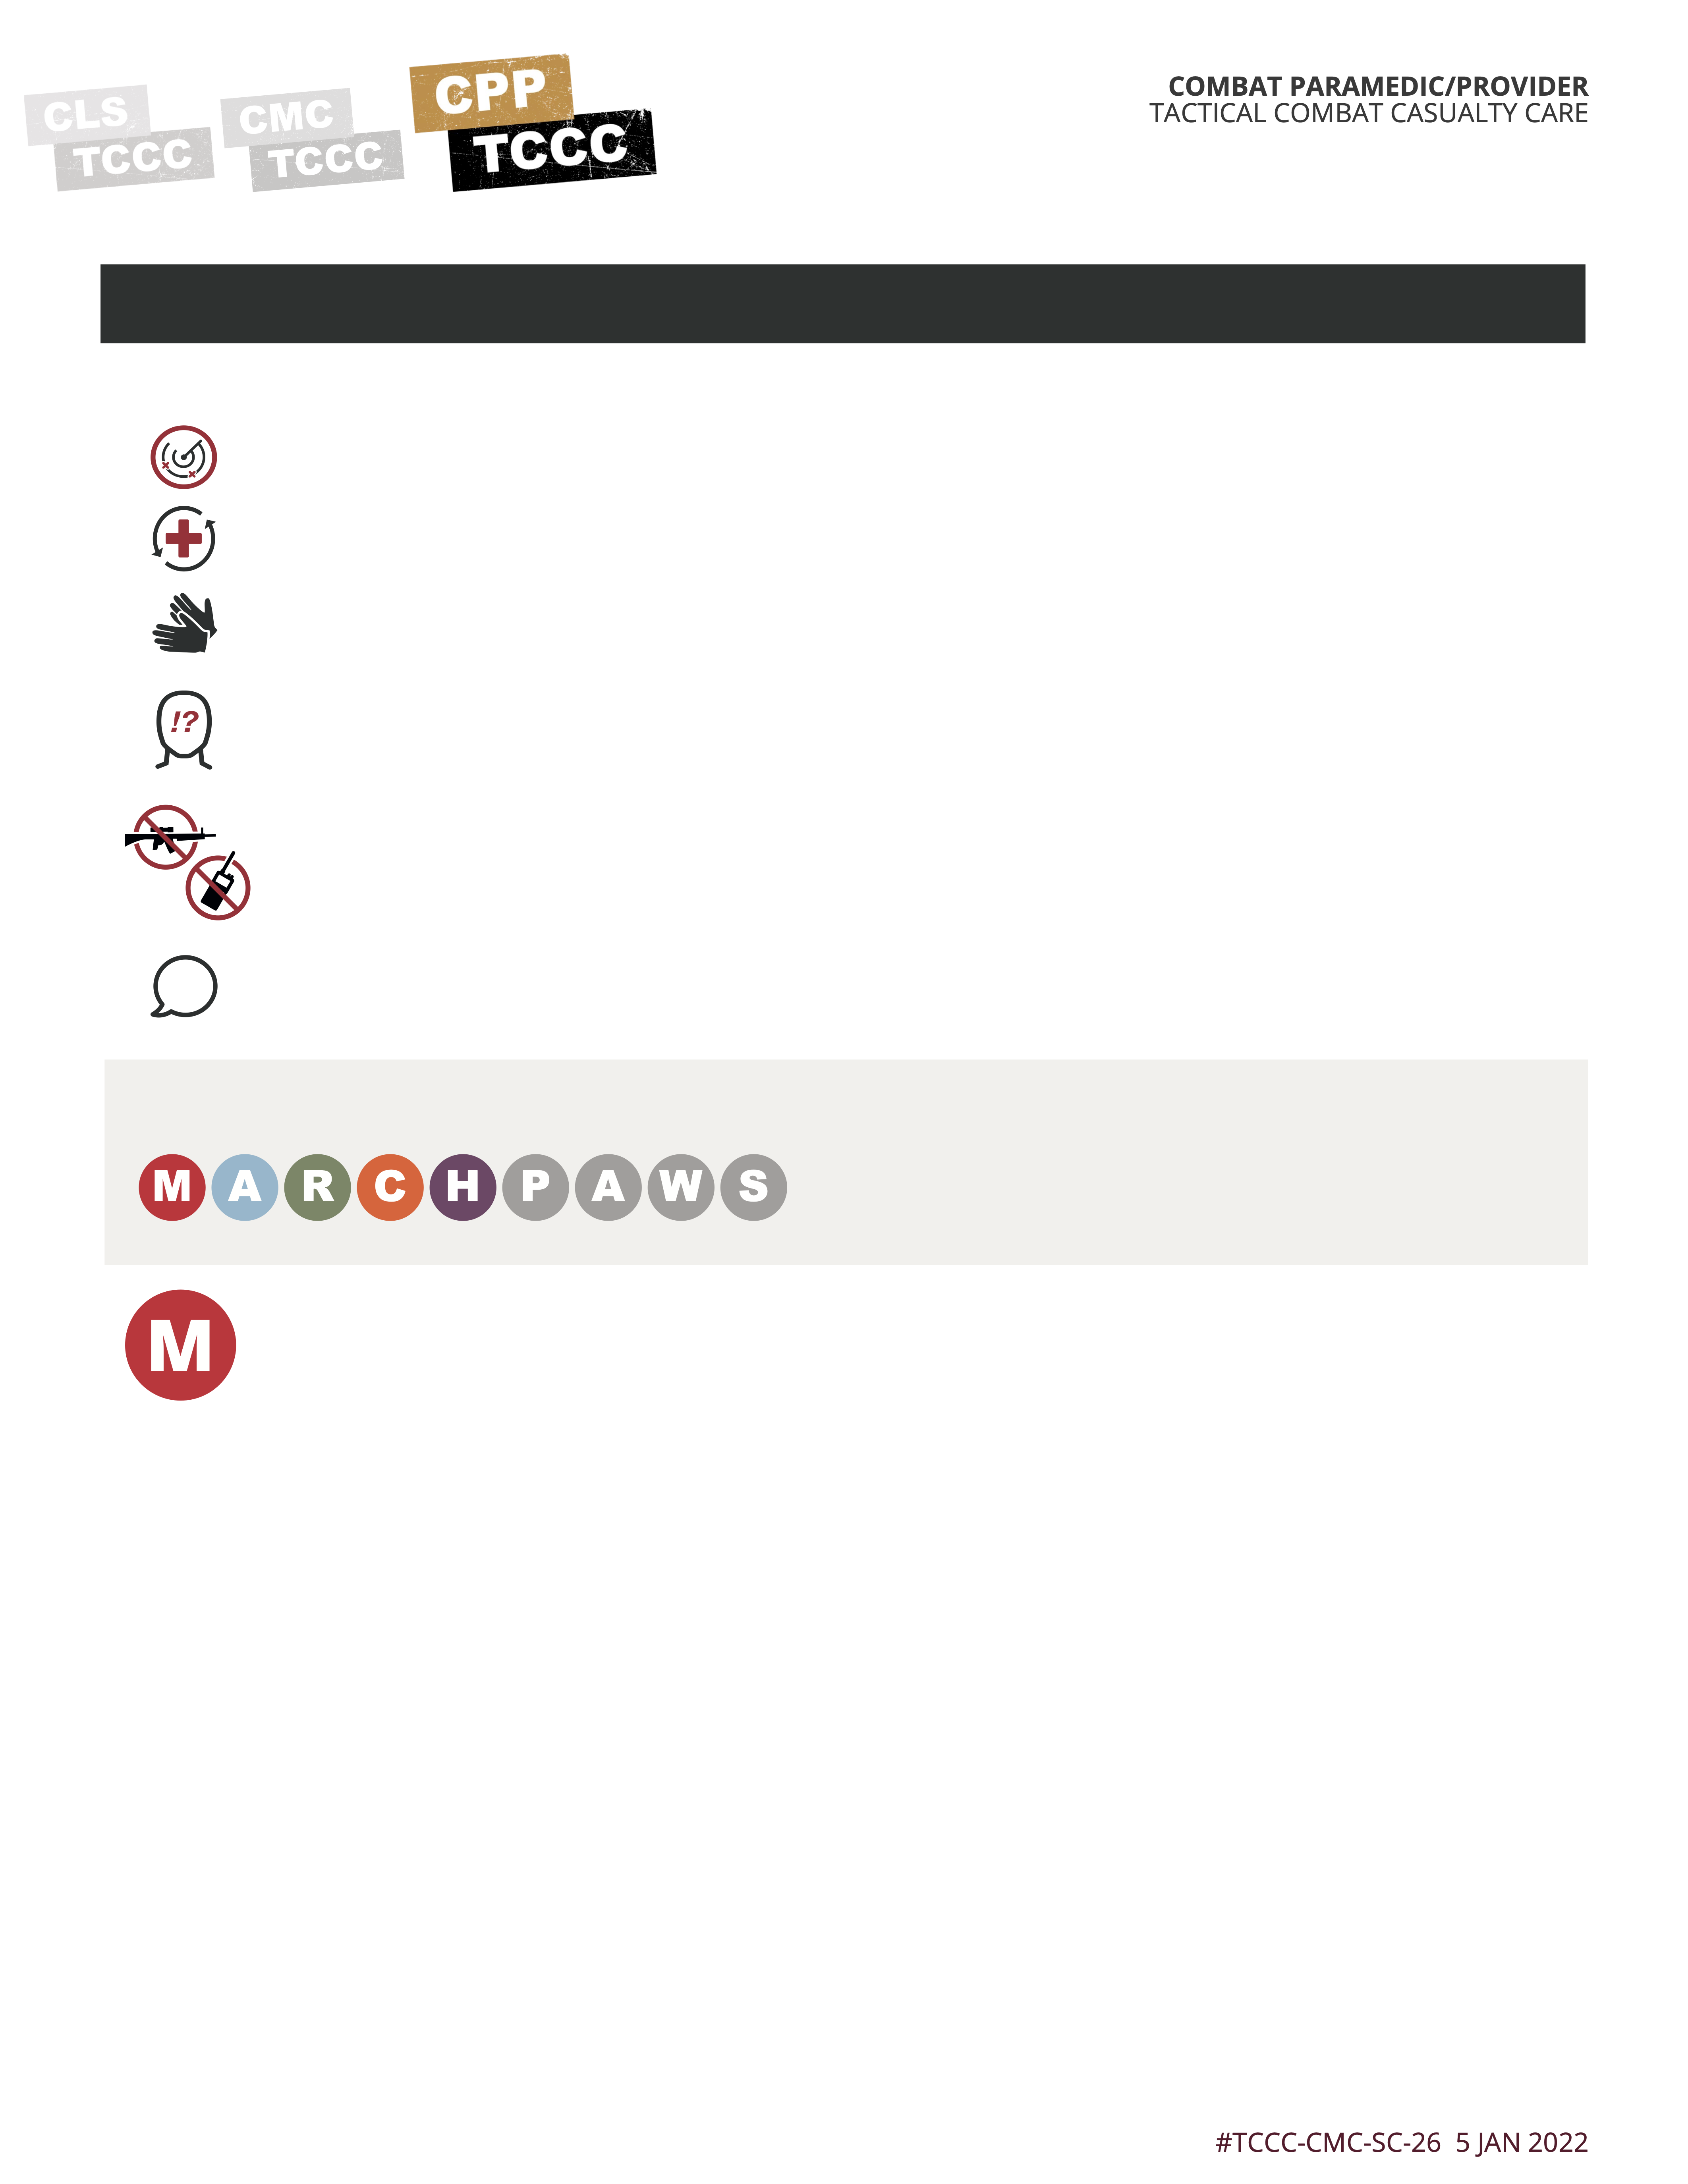 CLS
TCCC
CMC
TCCC
CPP
TCCC
COMBAT PARAMEDIC/PROVIDER
TACTICAL COMBAT CASUALTY CARE
!?
M A R C H P A W S
M
#TCCC-CMC-SC-26 5 JAN 2022